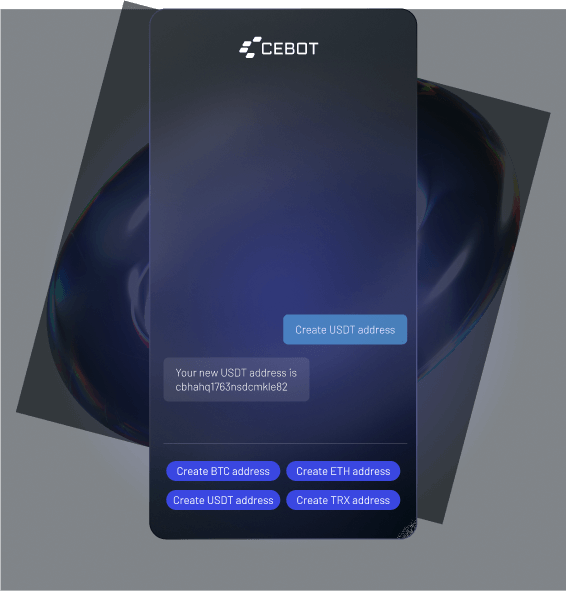 CEBOT
Create USDT address
Your new USDT address is
cbhahq1763nsdcmkle82
Create BTC address
Create ETH address
Create USDT address
Create TRX address